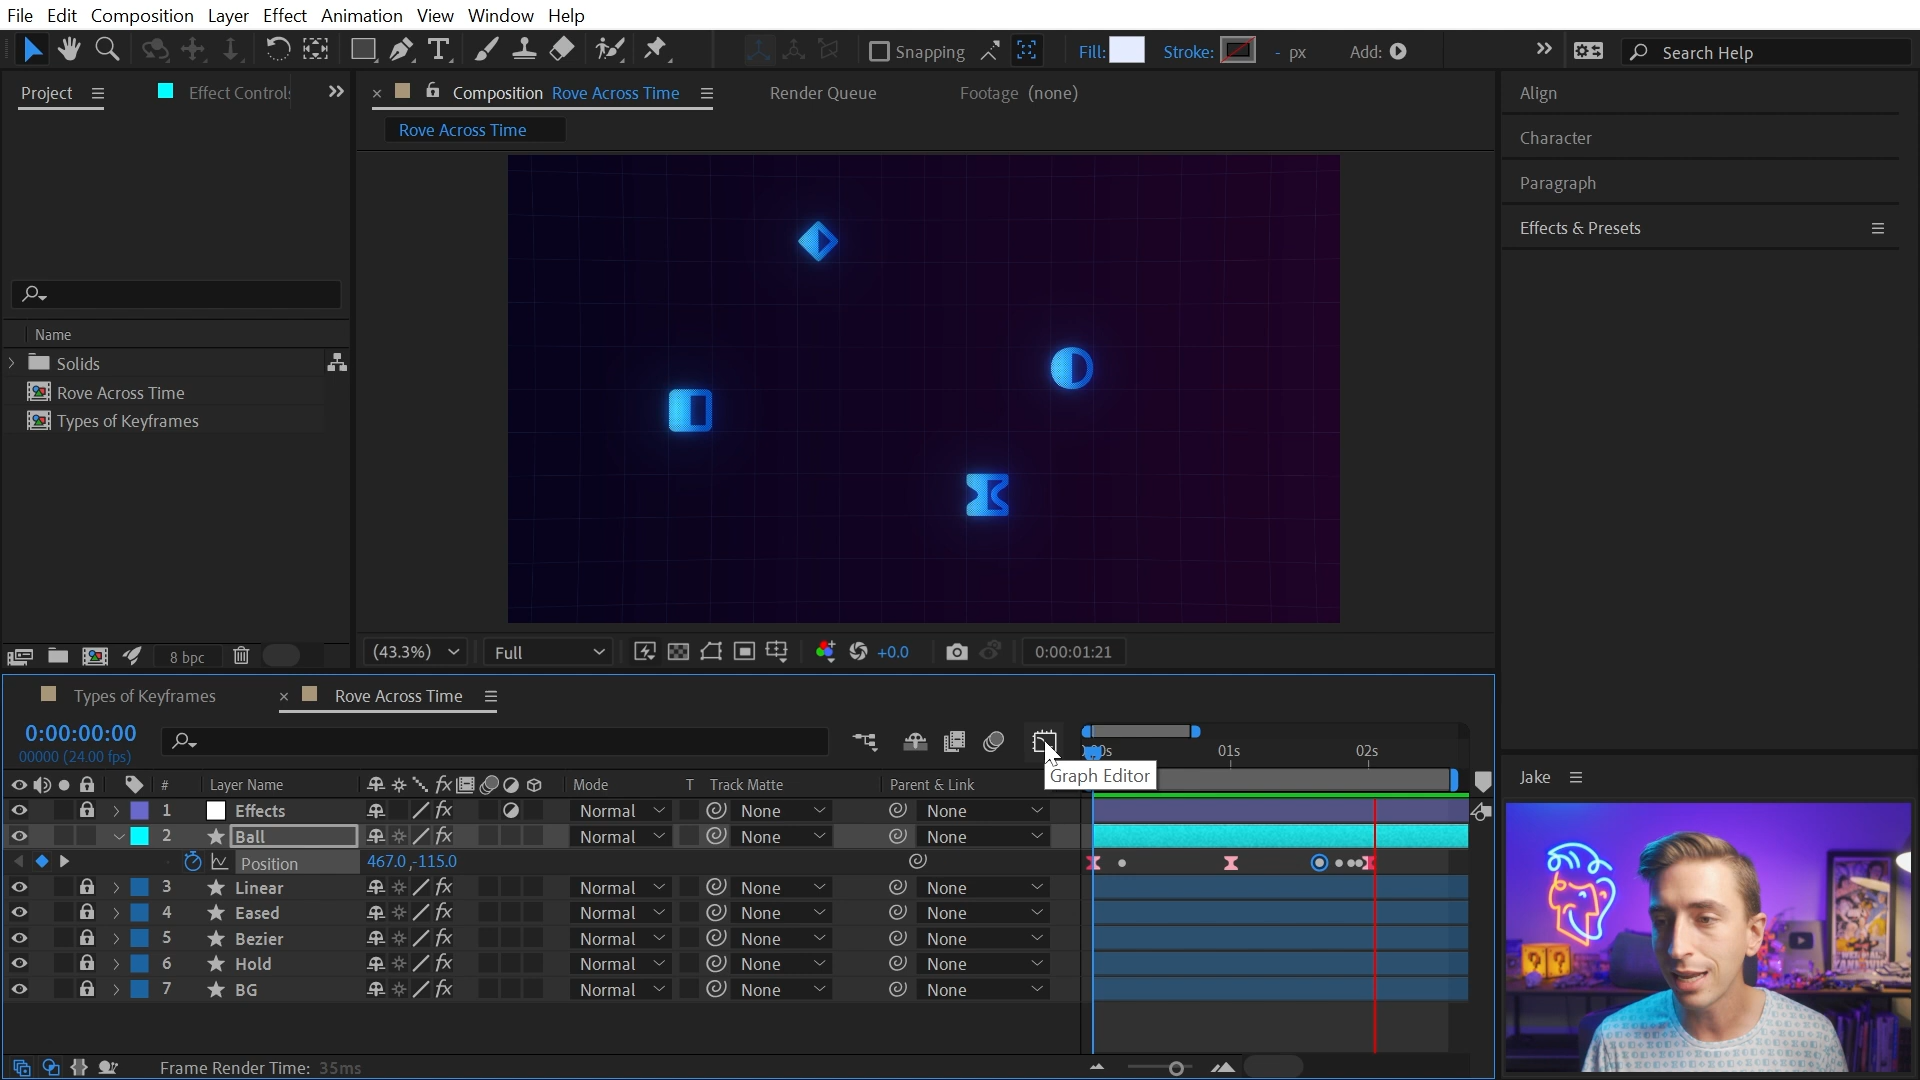 File Edit Composition Layer Effect Animation View Window Help
Snapping Fill: Stroke: - px Add: Search Help
Project Effect Control:
Composition Rove Across Time Render Queue Footage (none)
Rove Across Time
Align
Character
Paragraph
Effects & Presets
Name
Solids
Rove Across Time
Types of Keyframes
8 bpc
(43.3%) Full +0.0 0:00:01:21
Types of Keyframes Rove Across Time
0:00:00:00
00000 (24.00 fps)
01s 02s
Graph Editor
# Layer Name Mode T Track Matte Parent & Link
1 Effects Normal None None
2 Ball Normal None None
Position 467.0,-115.0
3 Linear Normal None None
4 Eased Normal None None
5 Bezier Normal None None
6 Hold Normal None None
7 BG Normal None None
Frame Render Time: 35ms
Jake